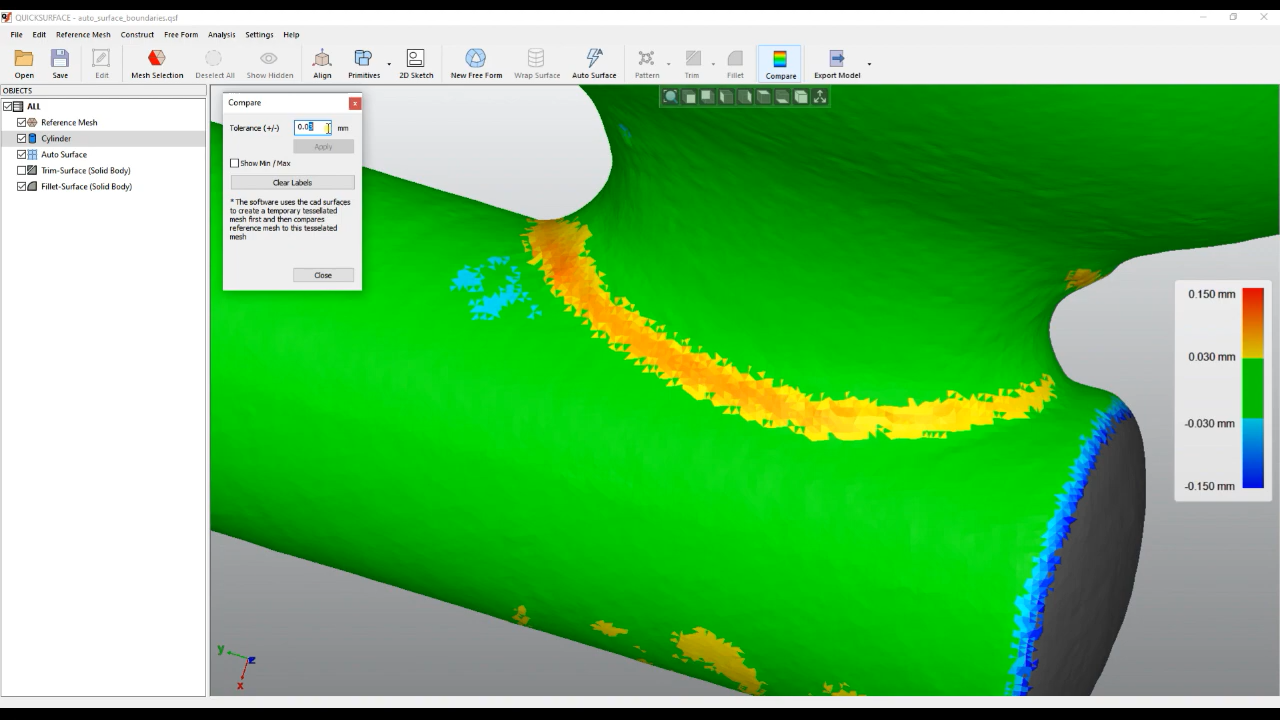 QUICKSURFACE - auto_surface_boundaries.qsf
File Edit Reference Mesh Construct Free Form Analysis Settings Help
Open Save Edit Mesh Selection Deselect All Show Hidden Align Primitives 2D Sketch New Free Form Wrap Surface Auto Surface Pattern Trim Fillet Compare Export Model
OBJECTS
ALL
Reference Mesh
Cylinder
Auto Surface
Trim-Surface (Solid Body)
Fillet-Surface (Solid Body)
Compare
Tolerance (+/-) 0.03 mm
Apply
Show Min / Max
Clear Labels
* The software uses the cad surfaces
to create a temporary tessellated
mesh first and then compares
reference mesh to this tesselated
mesh
Close
0.150 mm
0.030 mm
-0.030 mm
-0.150 mm
y
z
x